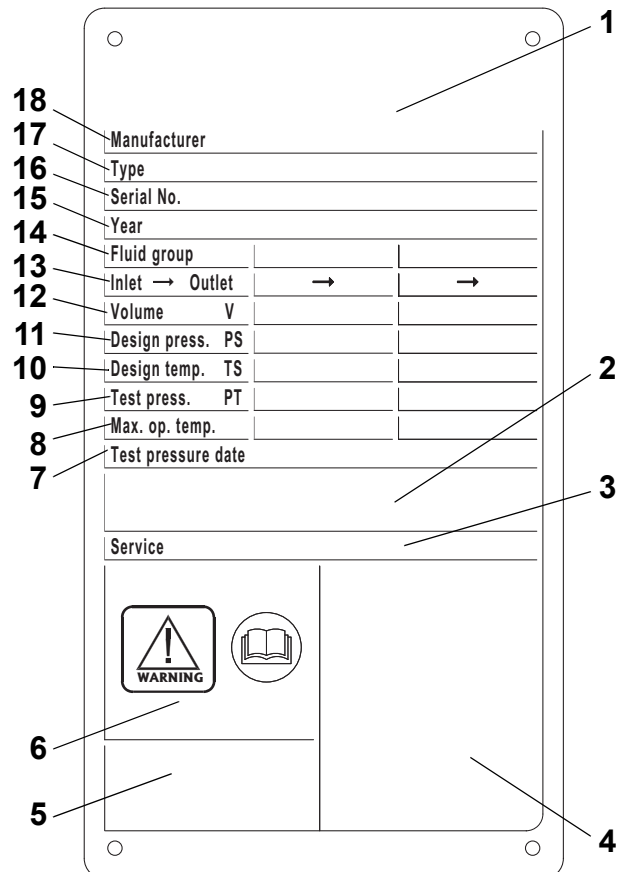 1
18 Manufacturer
17 Type
16 Serial No.
15 Year
14 Fluid group
13 Inlet → Outlet → →
12 Volume V
11 Design press. PS
10 Design temp. TS
9 Test press. PT
8 Max. op. temp.
7 Test pressure date
2
3 Service
WARNING
6
5
4